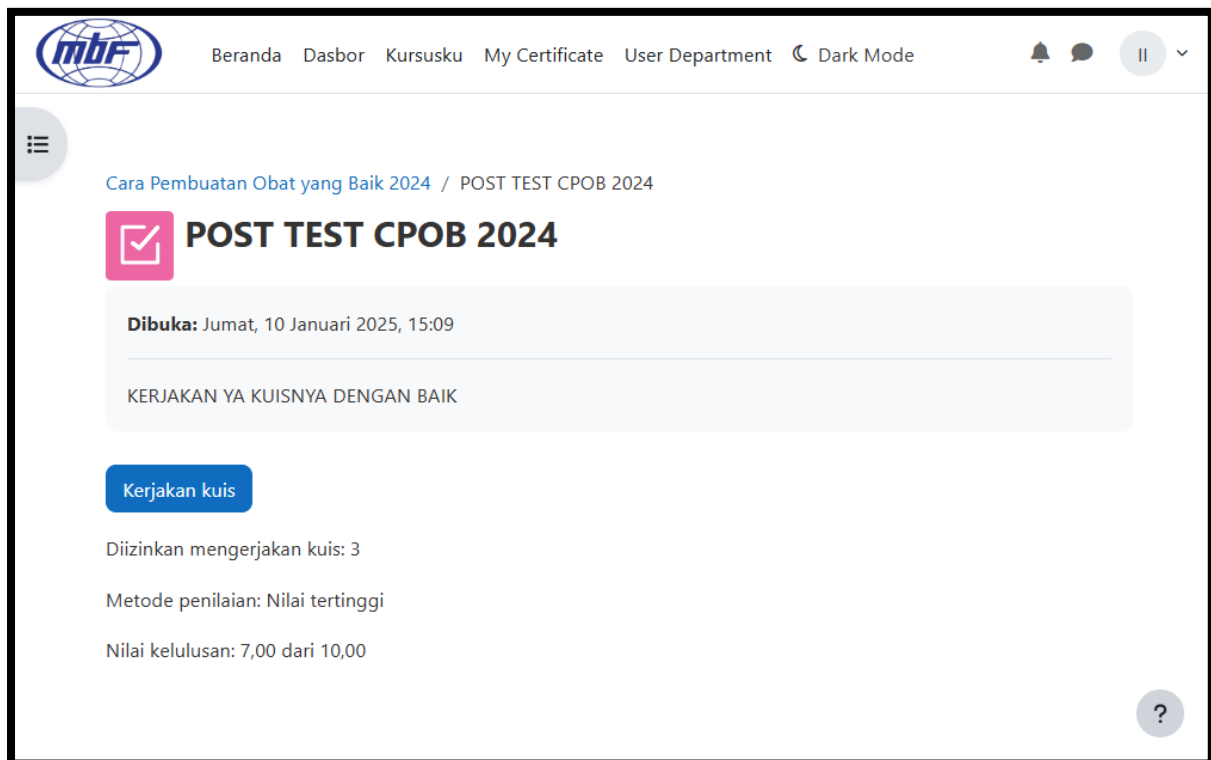 mbF
Beranda Dasbor Kursusku My Certificate User Department Dark Mode
II
Cara Pembuatan Obat yang Baik 2024 / POST TEST CPOB 2024
POST TEST CPOB 2024
Dibuka: Jumat, 10 Januari 2025, 15:09
KERJAKAN YA KUISNYA DENGAN BAIK
Kerjakan kuis
Diizinkan mengerjakan kuis: 3
Metode penilaian: Nilai tertinggi
Nilai kelulusan: 7,00 dari 10,00
?